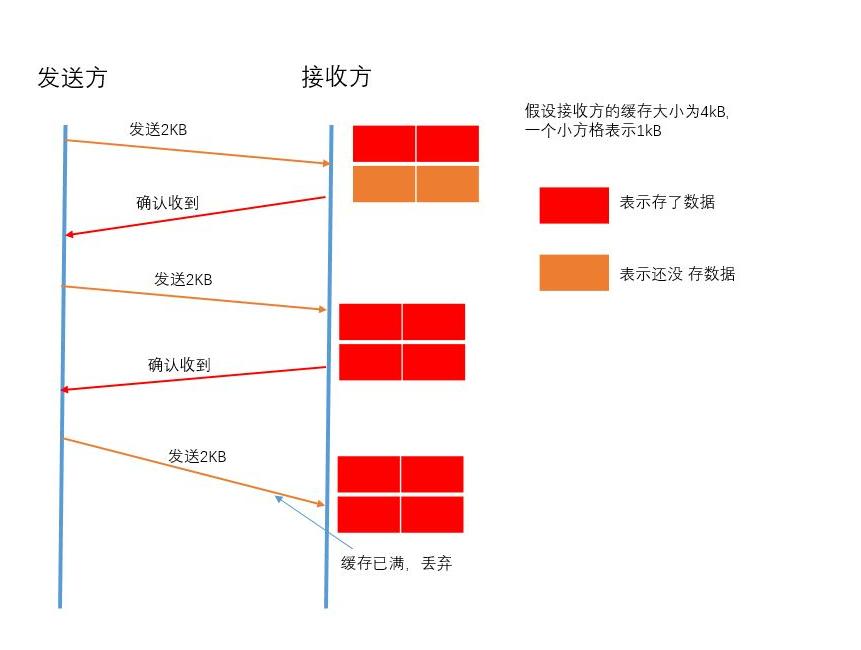 发送方
接收方
发送2KB
确认收到
发送2KB
确认收到
发送2KB
缓存已满，丢弃
假设接收方的缓存大小为4kB,
一个小方格表示1kB
表示存了数据
表示还没 存数据